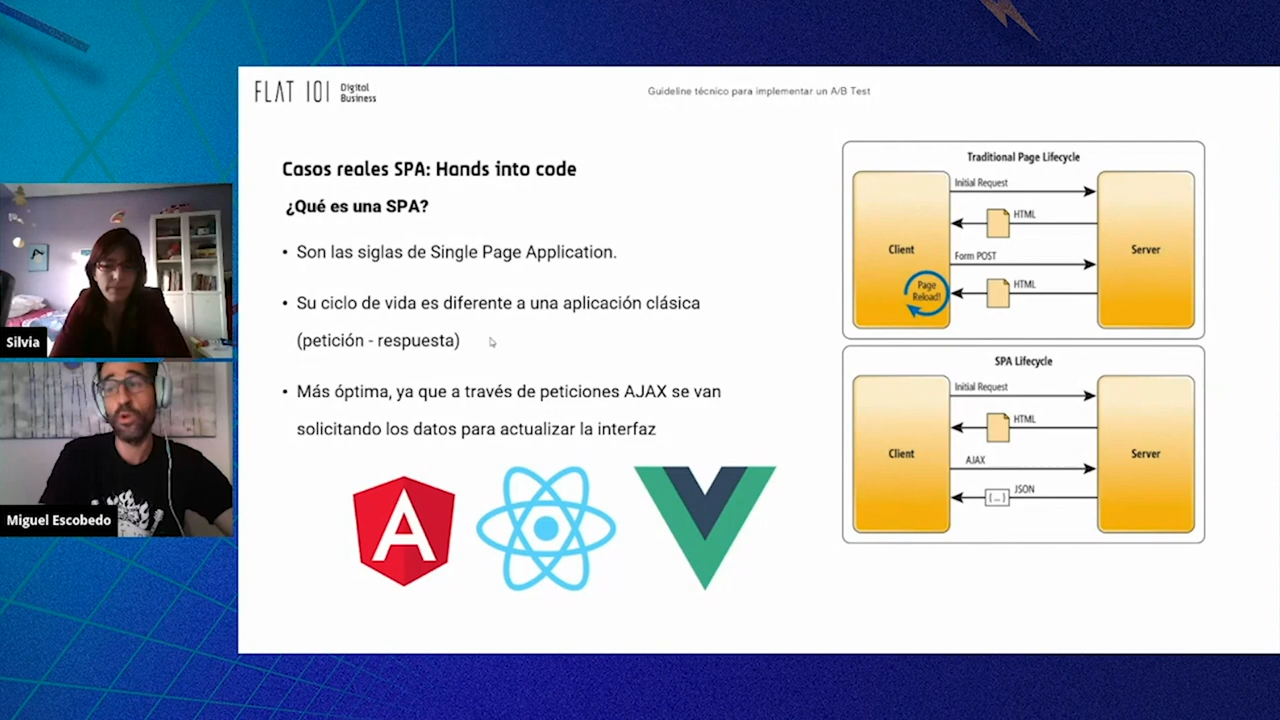 FLAT 101 Digital
Business
Guideline técnico para implementar un A/B Test
Casos reales SPA: Hands into code
¿Qué es una SPA?
• Son las siglas de Single Page Application.
• Su ciclo de vida es diferente a una aplicación clásica
(petición - respuesta)
• Más óptima, ya que a través de peticiones AJAX se van
solicitando los datos para actualizar la interfaz
A
Traditional Page Lifecycle
Client
Initial Request
HTML
Form POST
HTML
Page
Reload!
Server
SPA Lifecycle
Client
Initial Request
HTML
AJAX
JSON
{ ... }
Server
Silvia
Miguel Escobedo